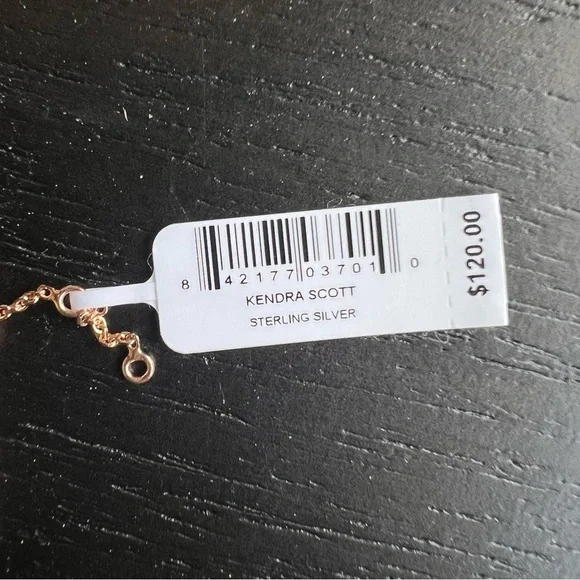 8 42177 03701 0
KENDRA SCOTT
STERLING SILVER
$120.00